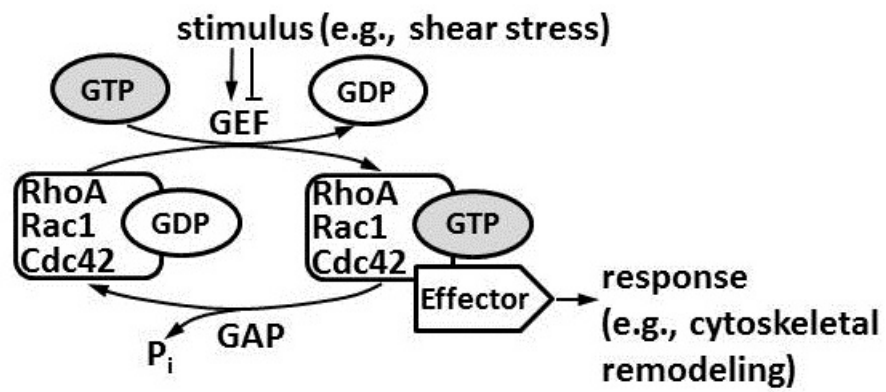 stimulus (e.g., shear stress)
GTP
GDP
GEF
RhoA
Rac1
Cdc42
GDP
RhoA
Rac1
Cdc42
GTP
Effector
response
(e.g., cytoskeletal
remodeling)
GAP
Pi